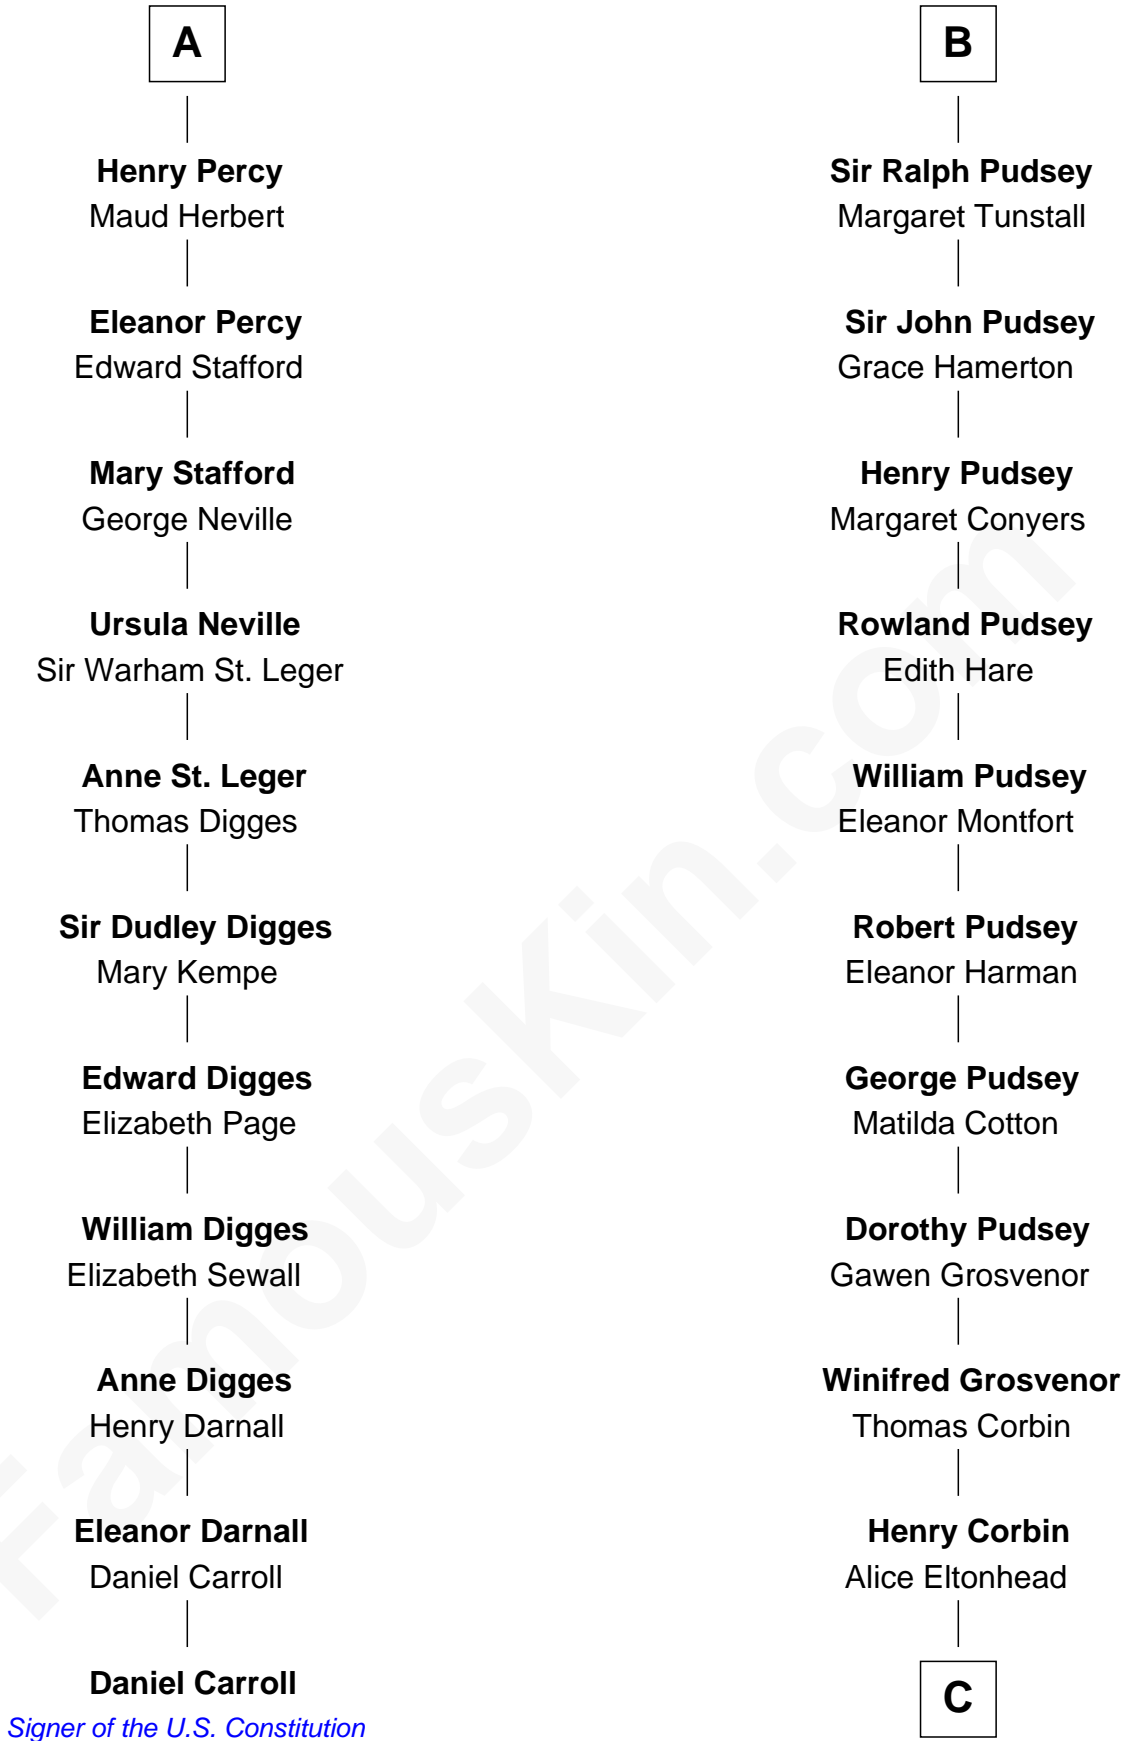 A
Henry Percy
Maud Herbert
Eleanor Percy
Edward Stafford
Mary Stafford
George Neville
Ursula Neville
Sir Warham St. Leger
Anne St. Leger
Thomas Digges
Sir Dudley Digges
Mary Kempe
Edward Digges
Elizabeth Page
William Digges
Elizabeth Sewall
Anne Digges
Henry Darnall
Eleanor Darnall
Daniel Carroll
Daniel Carroll
Signer of the U.S. Constitution
B
Sir Ralph Pudsey
Margaret Tunstall
Sir John Pudsey
Grace Hamerton
Henry Pudsey
Margaret Conyers
Rowland Pudsey
Edith Hare
William Pudsey
Eleanor Montfort
Robert Pudsey
Eleanor Harman
George Pudsey
Matilda Cotton
Dorothy Pudsey
Gawen Grosvenor
Winifred Grosvenor
Thomas Corbin
Henry Corbin
Alice Eltonhead
C
FamousKin.com